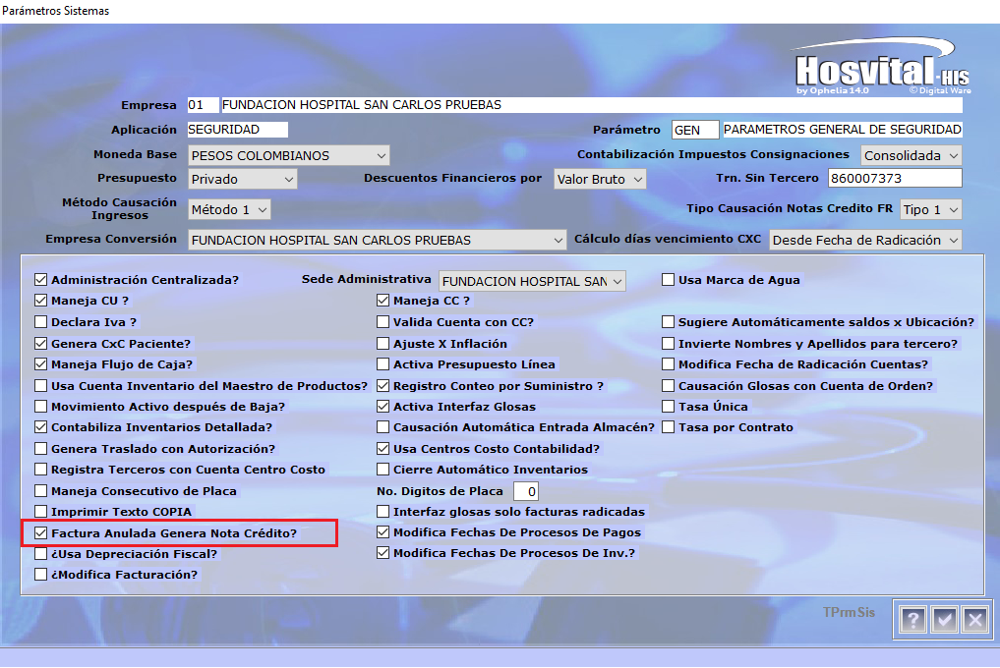 Parámetros Sistemas
Hosvital-HIS
by Ophelia 14.0 © Digital Ware
Empresa 01 FUNDACION HOSPITAL SAN CARLOS PRUEBAS
Aplicación SEGURIDAD Parámetro GEN PARAMETROS GENERAL DE SEGURIDAD
Moneda Base PESOS COLOMBIANOS Contabilización Impuestos Consignaciones Consolidada
Presupuesto Privado Descuentos Financieros por Valor Bruto Trn. Sin Tercero 860007373
Método Causación
Ingresos Método 1 Tipo Causación Notas Credito FR Tipo 1
Empresa Conversión FUNDACION HOSPITAL SAN CARLOS PRUEBAS Cálculo días vencimiento CXC Desde Fecha de Radicación
Administración Centralizada? Sede Administrativa FUNDACION HOSPITAL SAN Usa Marca de Agua
Maneja CU ? Maneja CC ?
Declara Iva ? Valida Cuenta con CC? Sugiere Automáticamente saldos x Ubicación?
Genera CxC Paciente? Ajuste X Inflación Invierte Nombres y Apellidos para tercero?
Maneja Flujo de Caja? Activa Presupuesto Línea Modifica Fecha de Radicación Cuentas?
Usa Cuenta Inventario del Maestro de Productos? Registro Conteo por Suministro ? Causación Glosas con Cuenta de Orden?
Movimiento Activo después de Baja? Activa Interfaz Glosas Tasa Única
Contabiliza Inventarios Detallada? Causación Automática Entrada Almacén? Tasa por Contrato
Genera Traslado con Autorización? Usa Centros Costo Contabilidad?
Registra Terceros con Cuenta Centro Costo Cierre Automático Inventarios
Maneja Consecutivo de Placa No. Digitos de Placa 0
Imprimir Texto COPIA Interfaz glosas solo facturas radicadas
Factura Anulada Genera Nota Crédito? Modifica Fechas De Procesos De Pagos
¿Usa Depreciación Fiscal? Modifica Fechas De Procesos De Inv.?
¿Modifica Facturación?
TPrmSis
?